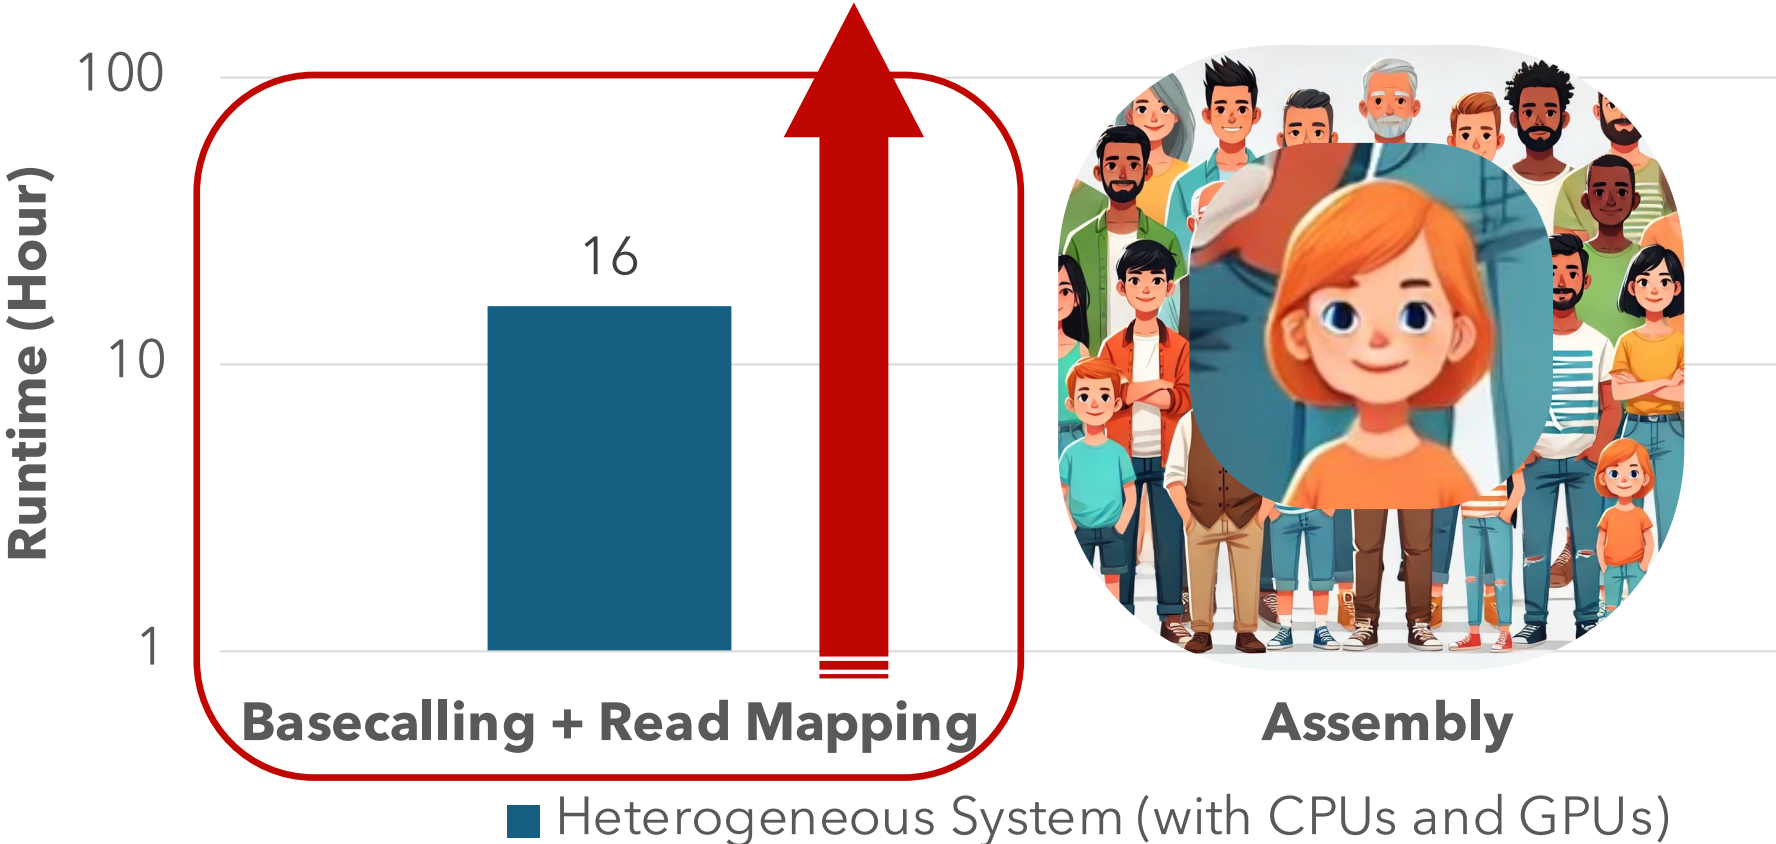 Runtime (Hour)
100
10
1
16
Basecalling + Read Mapping
Assembly
Heterogeneous System (with CPUs and GPUs)